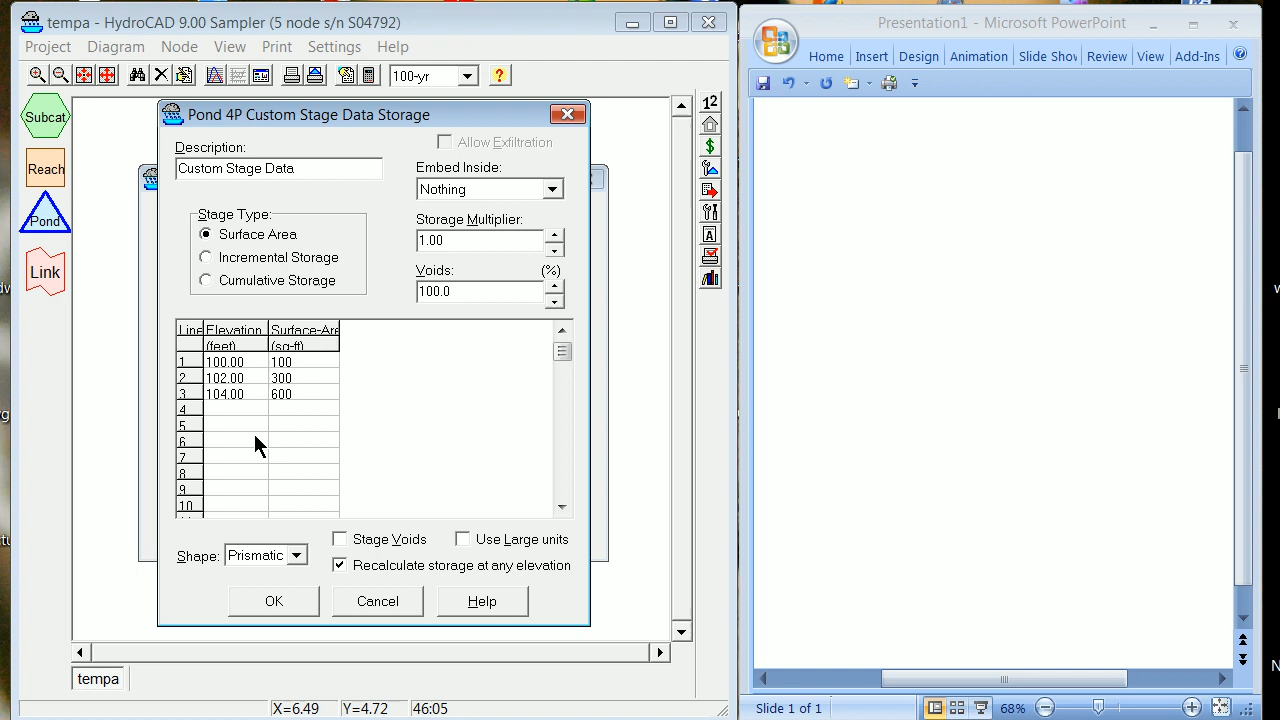 tempa - HydroCAD 9.00 Sampler (5 node s/n S04792)
Project Diagram Node View Print Settings Help
100-yr
Subcat
Reach
Pond
Link
Pond 4P Custom Stage Data Storage
Description:
Custom Stage Data
Allow Exfiltration
Embed Inside:
Nothing
Stage Type:
Surface Area
Incremental Storage
Cumulative Storage
Storage Multiplier:
1.00
Voids: (%)
100.0
Line Elevation Surface-Are
(feet) (sq-ft)
1 100.00 100
2 102.00 300
3 104.00 600
4
5
6
7
8
9
10
Stage Voids Use Large units
Shape: Prismatic
Recalculate storage at any elevation
OK Cancel Help
12
$
A
tempa
X=6.49 Y=4.72 46:05
Presentation1 - Microsoft PowerPoint
Home Insert Design Animation Slide Shov Review View Add-Ins
Slide 1 of 1 68%